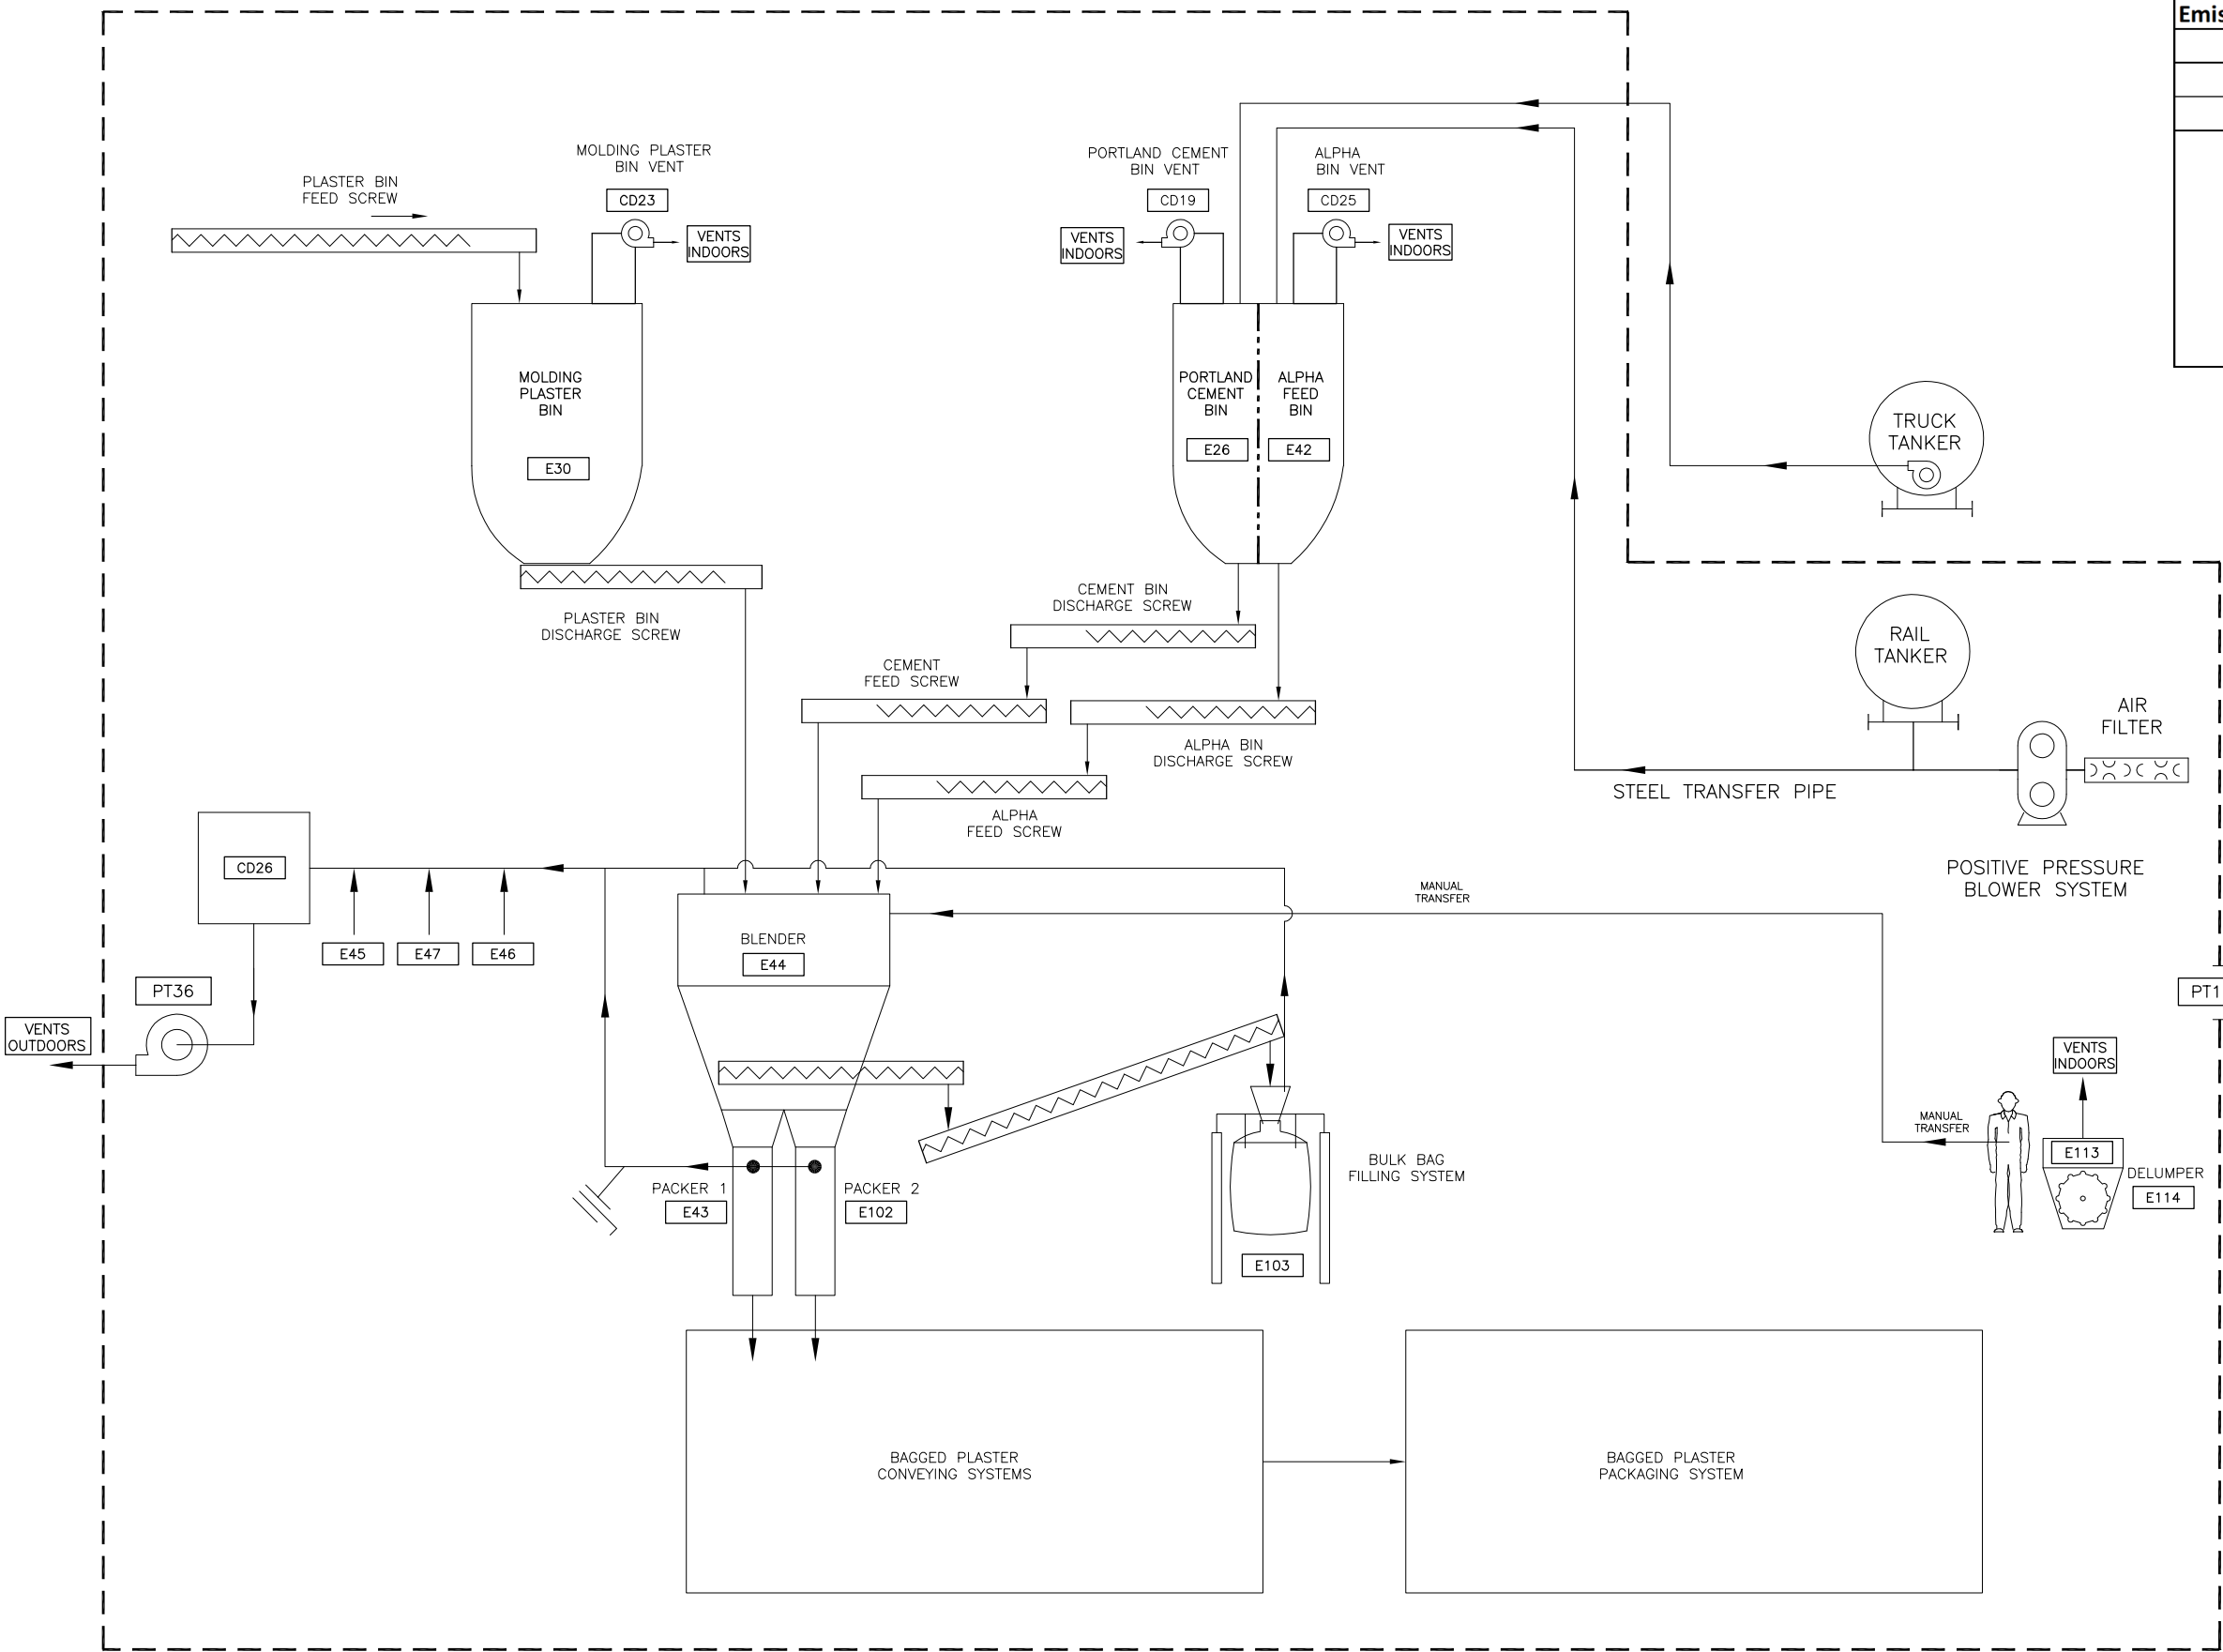 Emis
MOLDING PLASTER
BIN VENT
CD23
VENTS
INDOORS
PLASTER BIN
FEED SCREW
PORTLAND CEMENT
BIN VENT
CD19
VENTS
INDOORS
ALPHA
BIN VENT
CD25
VENTS
INDOORS
MOLDING
PLASTER
BIN
E30
PORTLAND
CEMENT
BIN
E26
ALPHA
FEED
BIN
E42
TRUCK
TANKER
PLASTER BIN
DISCHARGE SCREW
CEMENT BIN
DISCHARGE SCREW
CEMENT
FEED SCREW
ALPHA BIN
DISCHARGE SCREW
ALPHA
FEED SCREW
RAIL
TANKER
AIR
FILTER
STEEL TRANSFER PIPE
POSITIVE PRESSURE
BLOWER SYSTEM
CD26
E45
E47
E46
PT36
VENTS
OUTDOORS
BLENDER
E44
MANUAL
TRANSFER
PT1
VENTS
INDOORS
MANUAL
TRANSFER
E113
DELUMPER
E114
PACKER 1
E43
PACKER 2
E102
BULK BAG
FILLING SYSTEM
E103
BAGGED PLASTER
CONVEYING SYSTEMS
BAGGED PLASTER
PACKAGING SYSTEM